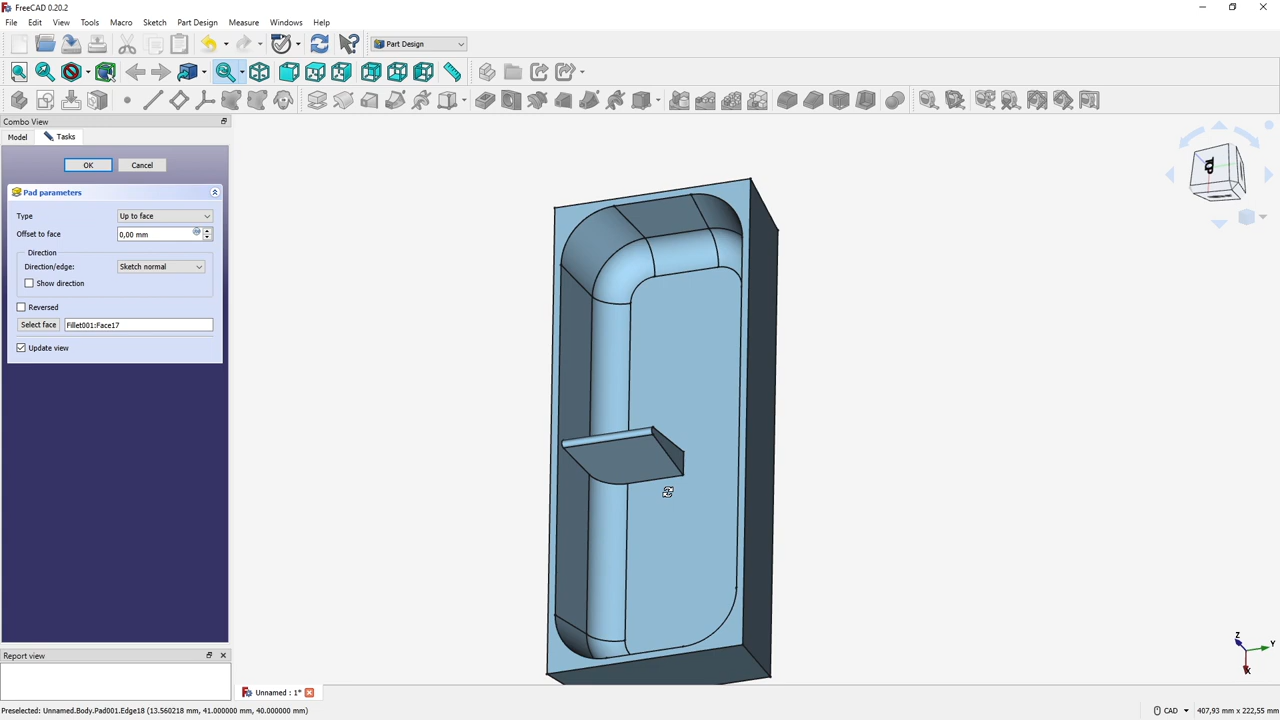 FreeCAD 0.20.2
File Edit View Tools Macro Sketch Part Design Measure Windows Help
Part Design
Combo View
Model Tasks
OK Cancel
Pad parameters
Type Up to face
Offset to face 0,00 mm
Direction
Direction/edge: Sketch normal
Show direction
Reversed
Select face Fillet001:Face17
Update view
Z
Y
X
Report view
Unnamed : 1*
Preselected: Unnamed.Body.Pad001.Edge18 (13.560218 mm, 41.000000 mm, 40.000000 mm)
CAD 407,93 mm x 222,55 mm